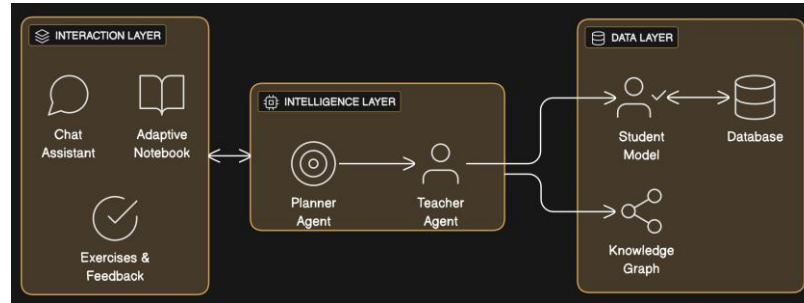 INTERACTION LAYER
Chat
Assistant
Adaptive
Notebook
Exercises &
Feedback
INTELLIGENCE LAYER
Planner
Agent
Teacher
Agent
DATA LAYER
Student
Model
Database
Knowledge
Graph